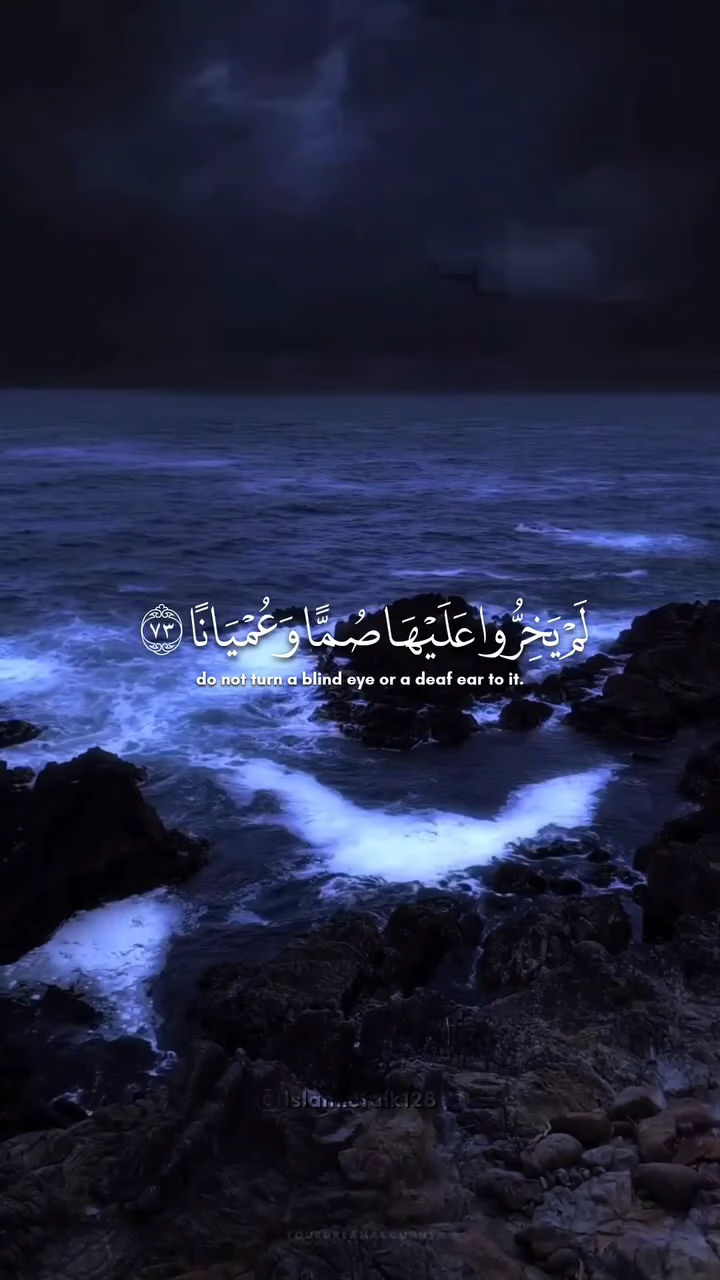 لَمْ يَخِرُّوا عَلَيْهَا صُمًّا وَعُمْيَانًا ٧٣
do not turn a blind eye or a deaf ear to it.